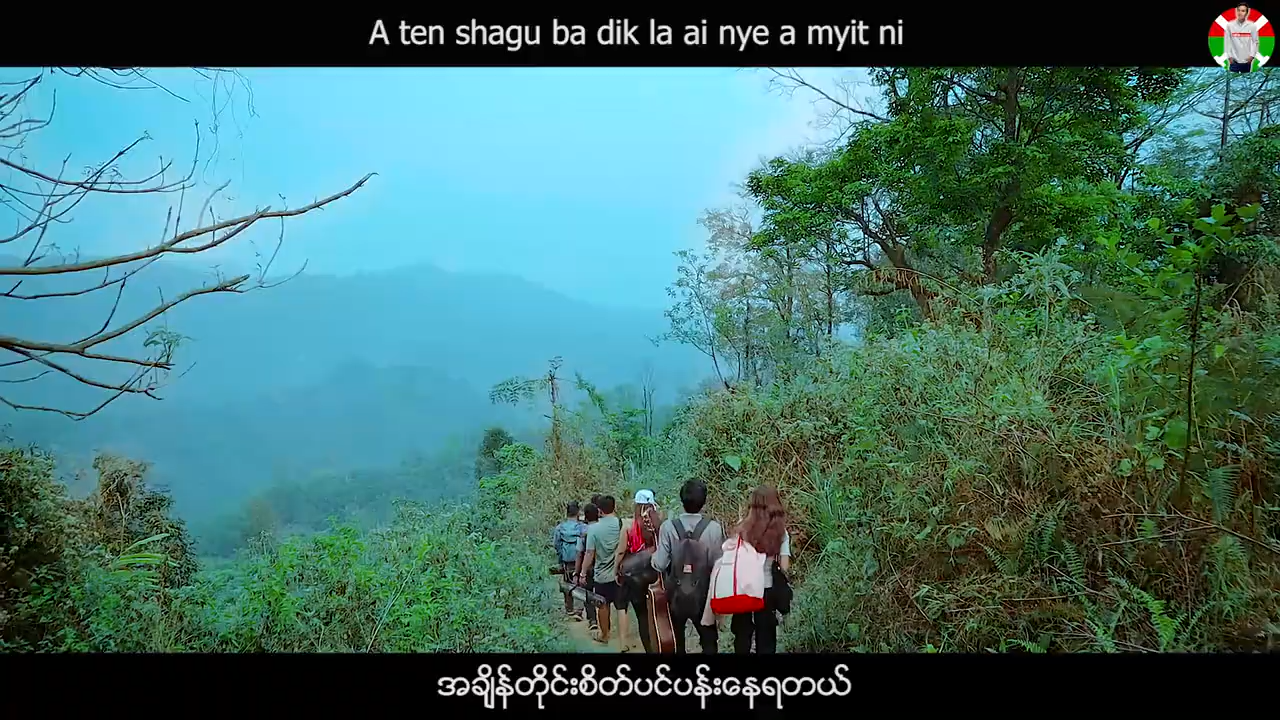 A ten shagu ba dik la ai nye a myit ni
အချိန်တိုင်းစိတ်ပင်ပန်းနေရတယ်